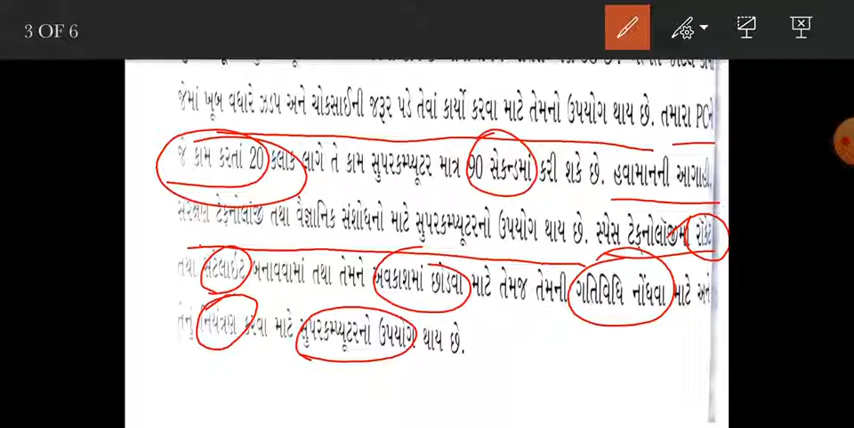 3 OF 6
જેમાં ખૂબ વધારે ઝડપ અને ચોકસાઈની જરૂર પડે તેવાં કાર્યો કરવા માટે તેમનો ઉપયોગ થાય છે. તમારા PCને
જે કામ કરતાં 20 કલાક લાગે તે કામ સુપરકમ્પ્યૂટર માત્ર 90 સેકન્ડમાં કરી શકે છે. હવામાનની આગાહી,
સંરક્ષણ ટેક્નોલૉજી તથા વૈજ્ઞાનિક સંશોધનો માટે સુપરકમ્પ્યૂટરનો ઉપયોગ થાય છે. સ્પેસ ટેક્નોલૉજીમાં રૉકેટ
તથા સૅટેલાઇટ બનાવવામાં તથા તેમને અવકાશમાં છોડવા માટે તેમજ તેમની ગતિવિધિ નોંધવા માટે અને
તેનું નિયંત્રણ કરવા માટે સુપરકમ્પ્યૂટરનો ઉપયોગ થાય છે.